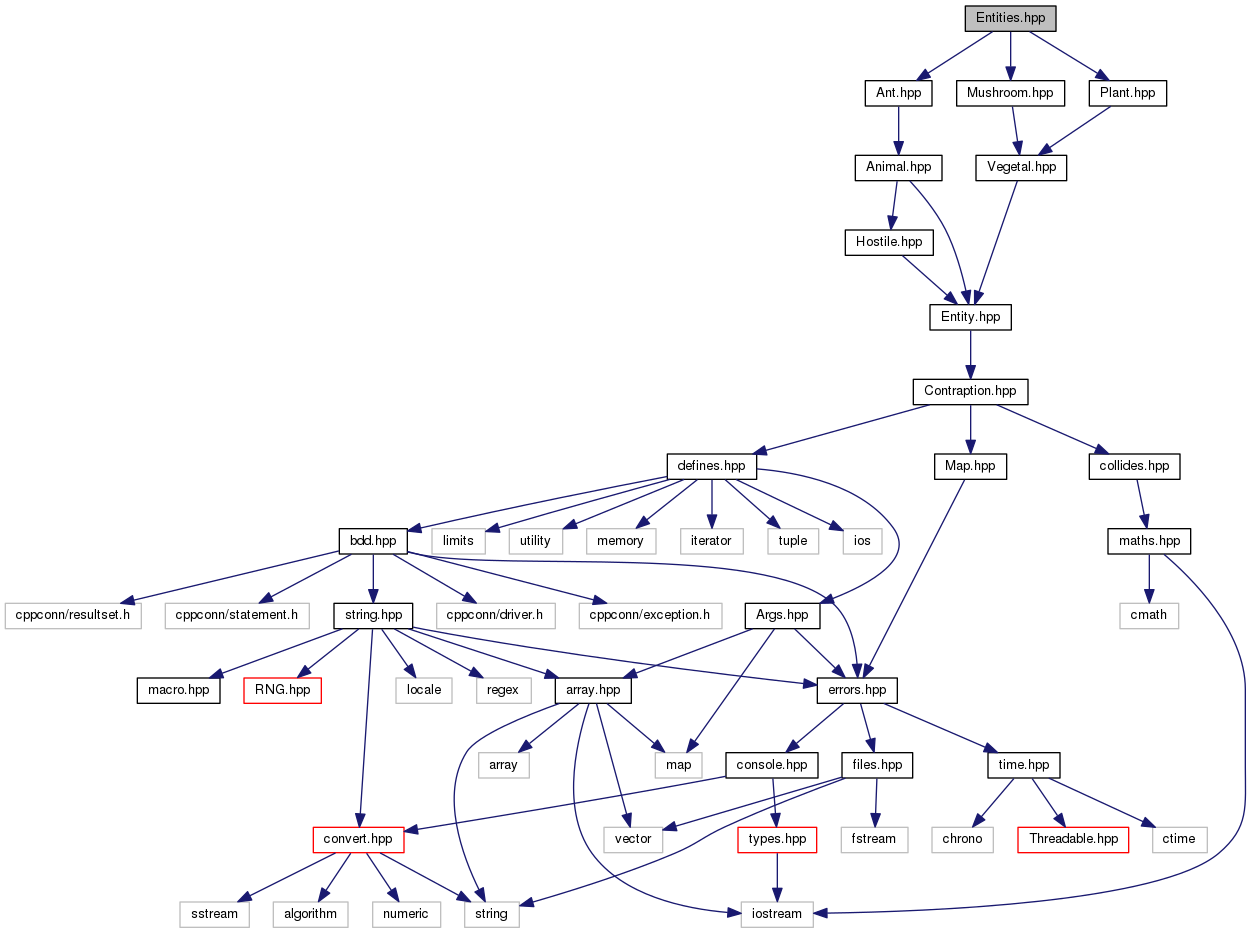 Entities.hpp
Ant.hpp
Mushroom.hpp
Plant.hpp
Animal.hpp
Vegetal.hpp
Hostile.hpp
Entity.hpp
Contraption.hpp
defines.hpp
Map.hpp
collides.hpp
bdd.hpp
limits
utility
memory
iterator
tuple
ios
maths.hpp
cppconn/resultset.h
cppconn/statement.h
string.hpp
cppconn/driver.h
cppconn/exception.h
Args.hpp
cmath
macro.hpp
RNG.hpp
locale
regex
array.hpp
errors.hpp
array
map
console.hpp
files.hpp
time.hpp
convert.hpp
vector
types.hpp
fstream
chrono
Threadable.hpp
ctime
sstream
algorithm
numeric
string
iostream